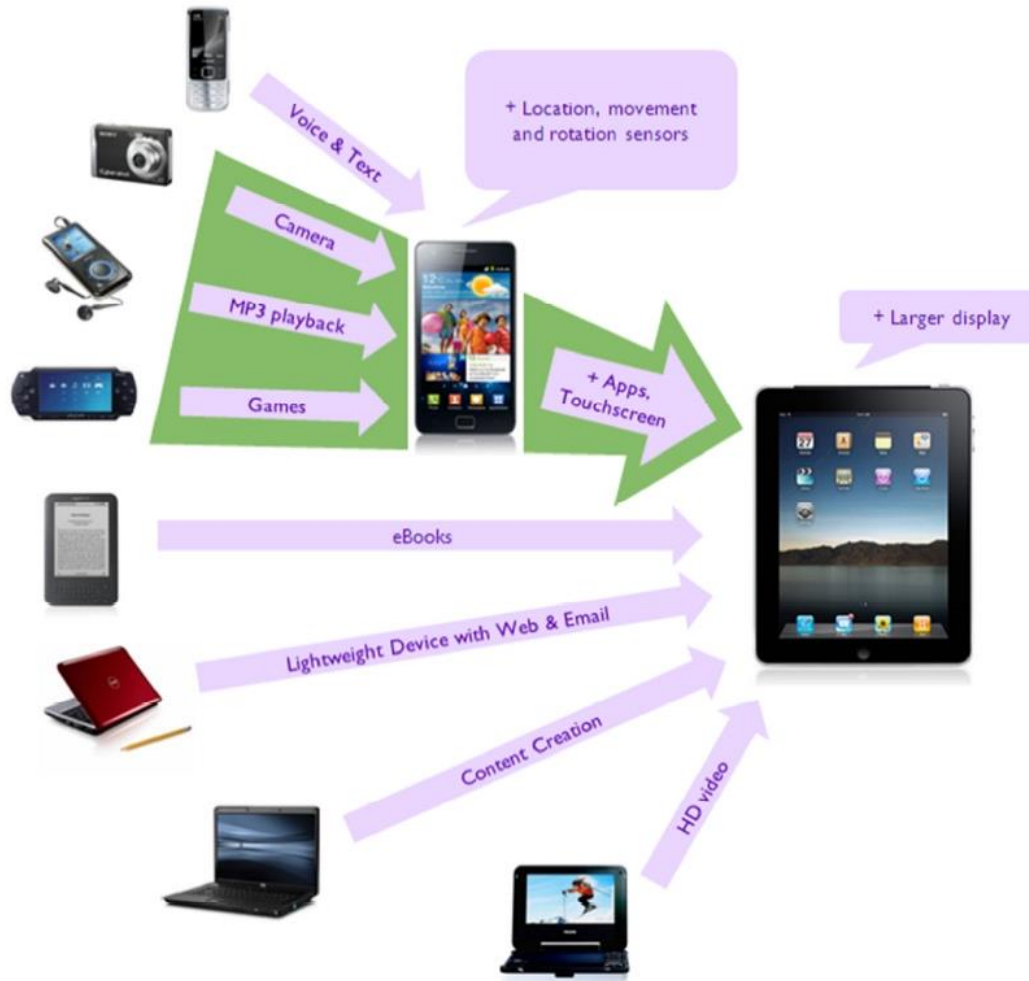 Voice & Text
+ Location, movement
and rotation sensors
Camera
MP3 playback
+ Larger display
Games
+ Apps,
Touchscreen
eBooks
Lightweight Device with Web & Email
Content Creation
HD video